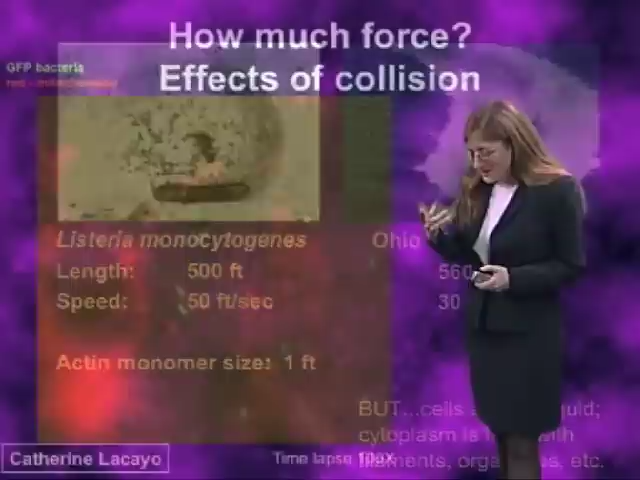 How much force?
Effects of collision
GFP bacteria
Listeria monocytogenes
Ohio
Length: 500 ft
560
Speed: 50 ft/sec
30
Actin monomer size: 1 ft
BUT...cells
cytoplasm is
Catherine Lacayo
Time lapse
filaments, etc.